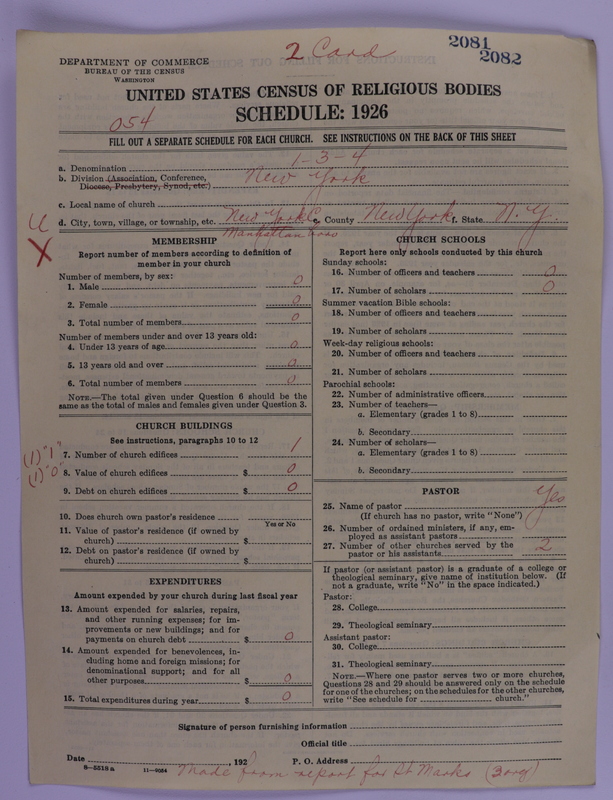 2 Card
2081
2082
DEPARTMENT OF COMMERCE
BUREAU OF THE CENSUS
WASHINGTON
UNITED STATES CENSUS OF RELIGIOUS BODIES
SCHEDULE: 1926
054
FILL OUT A SEPARATE SCHEDULE FOR EACH CHURCH. SEE INSTRUCTIONS ON THE BACK OF THIS SHEET
1-3-4
a. Denomination
b. Division (Association, Conference, Diocese, Presbytery, Synod, etc.) New York
c. Local name of church
d. City, town, village, or township, etc. New York C. e. County New York f. State N.Y.
Manhattan Boro
U
X
MEMBERSHIP
Report number of members according to definition of
member in your church
Number of members, by sex:
1. Male 0
2. Female 0
3. Total number of members 0
Number of members under and over 13 years old:
4. Under 13 years of age 0
5. 13 years old and over 0
6. Total number of members 0
NOTE.—The total given under Question 6 should be the
same as the total of males and females given under Question 3.
CHURCH BUILDINGS
See instructions, paragraphs 10 to 12
(1) "1"
7. Number of church edifices 1
(1) "0"
8. Value of church edifices $ 0
9. Debt on church edifices $ 0
10. Does church own pastor's residence
Yes or No
11. Value of pastor's residence (if owned by
church) $
12. Debt on pastor's residence (if owned by
church) $
EXPENDITURES
Amount expended by your church during last fiscal year
13. Amount expended for salaries, repairs,
and other running expenses; for im-
provements or new buildings; and for
payments on church debt $ 0
14. Amount expended for benevolences, in-
cluding home and foreign missions; for
denominational support; and for all
other purposes $ 0
15. Total expenditures during year $ 0
CHURCH SCHOOLS
Report here only schools conducted by this church
Sunday schools:
16. Number of officers and teachers 0
17. Number of scholars 0
Summer vacation Bible schools:
18. Number of officers and teachers
19. Number of scholars
Week-day religious schools:
20. Number of officers and teachers
21. Number of scholars
Parochial schools:
22. Number of administrative officers
23. Number of teachers—
a. Elementary (grades 1 to 8)
b. Secondary
24. Number of scholars—
a. Elementary (grades 1 to 8)
b. Secondary
PASTOR
25. Name of pastor Yes
(If church has no pastor, write "None")
26. Number of ordained ministers, if any, em-
ployed as assistant pastors
27. Number of other churches served by the
pastor or his assistants 2
If pastor (or assistant pastor) is a graduate of a college or
theological seminary, give name of institution below. (If
not a graduate, write "No" in the space indicated.)
Pastor:
28. College
29. Theological seminary
Assistant pastor:
30. College
31. Theological seminary
NOTE.—Where one pastor serves two or more churches,
Questions 28 and 29 should be answered only on the schedule
for one of the churches; on the schedules for the other churches,
write "See schedule for church."
Signature of person furnishing information
Official title
Date , 192 P. O. Address
8—5519a 11—9084 Made from report for St Marks (3 org)